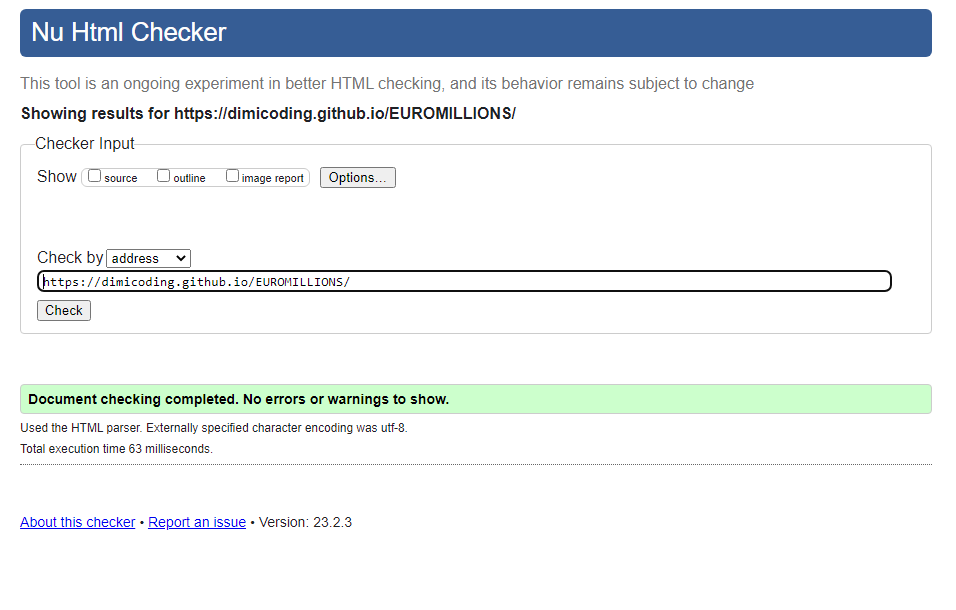 Nu Html Checker
This tool is an ongoing experiment in better HTML checking, and its behavior remains subject to change
Showing results for https://dimicoding.github.io/EUROMILLIONS/
Checker Input
Show source outline image report Options...
Check by address
https://dimicoding.github.io/EUROMILLIONS/
Check
Document checking completed. No errors or warnings to show.
Used the HTML parser. Externally specified character encoding was utf-8.
Total execution time 63 milliseconds.
About this checker • Report an issue • Version: 23.2.3